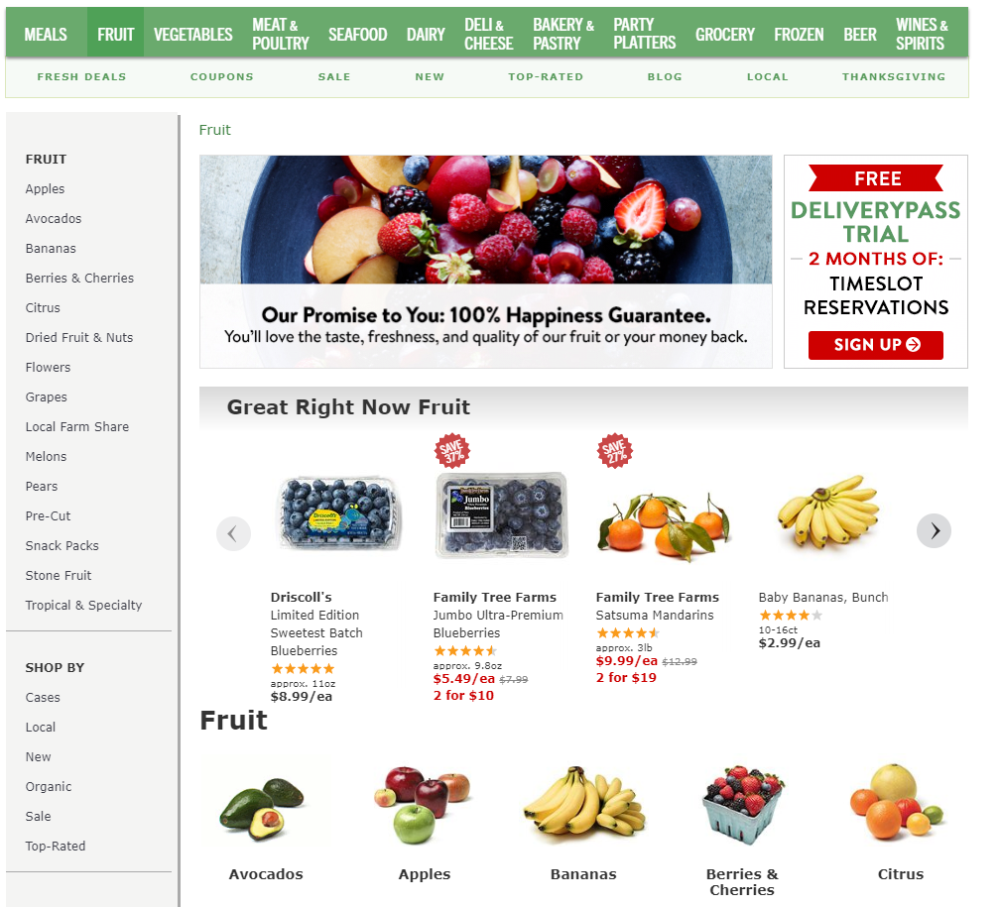 MEALS
FRUIT
VEGETABLES
MEAT &
POULTRY
SEAFOOD
DAIRY
DELI &
CHEESE
BAKERY &
PASTRY
PARTY
PLATTERS
GROCERY
FROZEN
BEER
WINES &
SPIRITS
FRESH DEALS
COUPONS
SALE
NEW
TOP-RATED
BLOG
LOCAL
THANKSGIVING
FRUIT
Apples
Avocados
Bananas
Berries & Cherries
Citrus
Dried Fruit & Nuts
Flowers
Grapes
Local Farm Share
Melons
Pears
Pre-Cut
Snack Packs
Stone Fruit
Tropical & Specialty
SHOP BY
Cases
Local
New
Organic
Sale
Top-Rated
Fruit
Our Promise to You: 100% Happiness Guarantee.
You'll love the taste, freshness, and quality of our fruit or your money back.
FREE
DELIVERYPASS
TRIAL
2 MONTHS OF:
TIMESLOT
RESERVATIONS
SIGN UP
Great Right Now Fruit
Driscoll's
Driscoll's
Limited Edition
Sweetest Batch
Blueberries
approx. 11oz
$8.99/ea
SAVE
37%
Jumbo
Blueberries
Family Tree Farms
Jumbo Ultra-Premium
Blueberries
approx. 9.8oz
$5.49/ea $7.99
2 for $10
SAVE
27%
Family Tree Farms
Satsuma Mandarins
approx. 3lb
$9.99/ea $12.99
2 for $19
Baby Bananas, Bunch
10-16ct
$2.99/ea
Fruit
Avocados
Apples
Bananas
Berries &
Cherries
Citrus